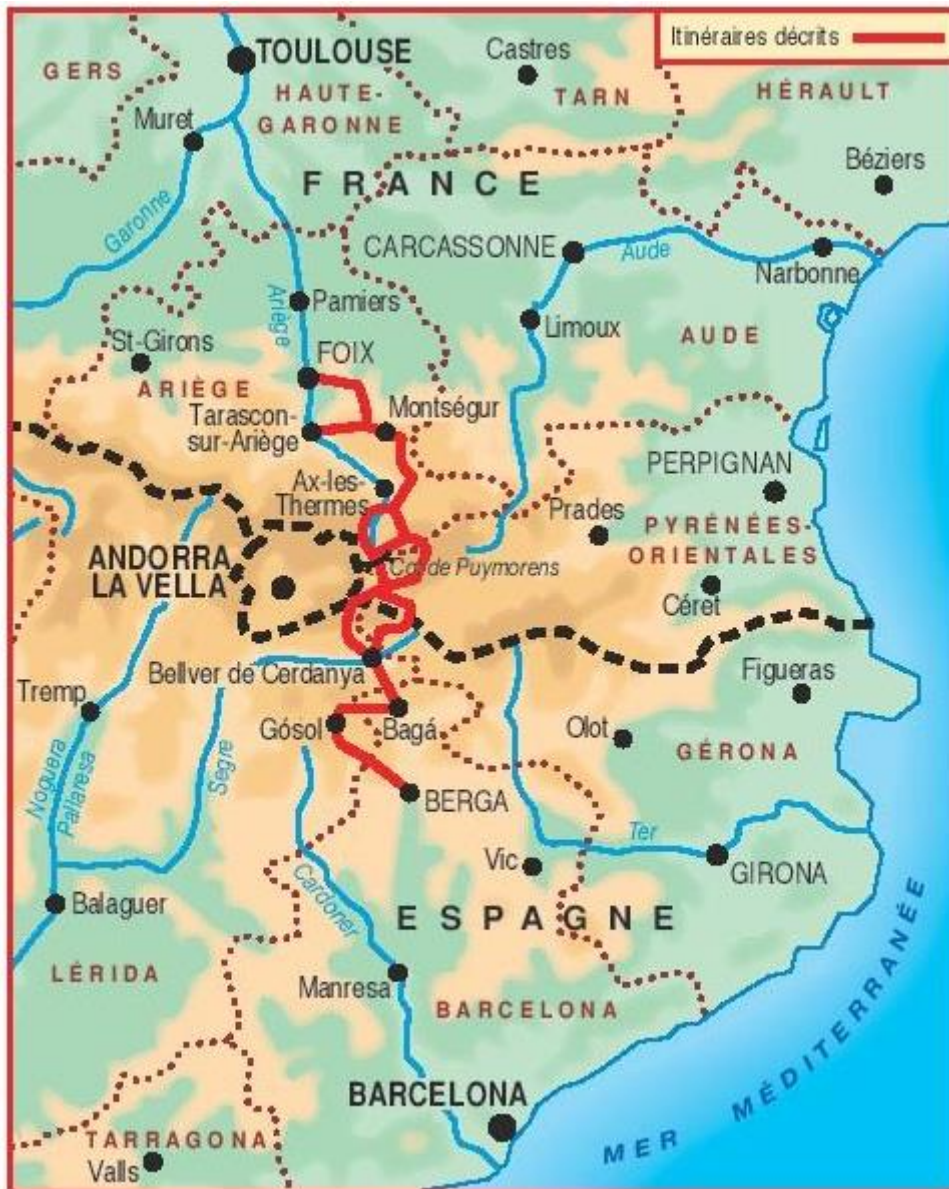 Itinéraires décrits
TOULOUSE
Castres
GERS
HAUTE-
GARONNE
TARN
HÉRAULT
Muret
Béziers
FRANCE
Garonne
CARCASSONNE
Aude
Narbonne
Ariège
Pamiers
Limoux
St-Girons
FOIX
AUDE
ARIÈGE
Tarascon-
sur-Ariège
Montségur
PERPIGNAN
Ax-les-
Thermes
Prades
PYRÉNÉES-
ORIENTALES
ANDORRA
LA VELLA
Col de Puymorens
Céret
Bellver de Cerdanya
Figueras
Tremp
Gósol
Bagá
Olot
GÉRONA
Noguera
Pallaresa
Segre
BERGA
Ter
Vic
GIRONA
Cardoner
Balaguer
ESPAGNE
LÉRIDA
Manresa
BARCELONA
MER MÉDITERRANÉE
BARCELONA
TARRAGONA
Valls